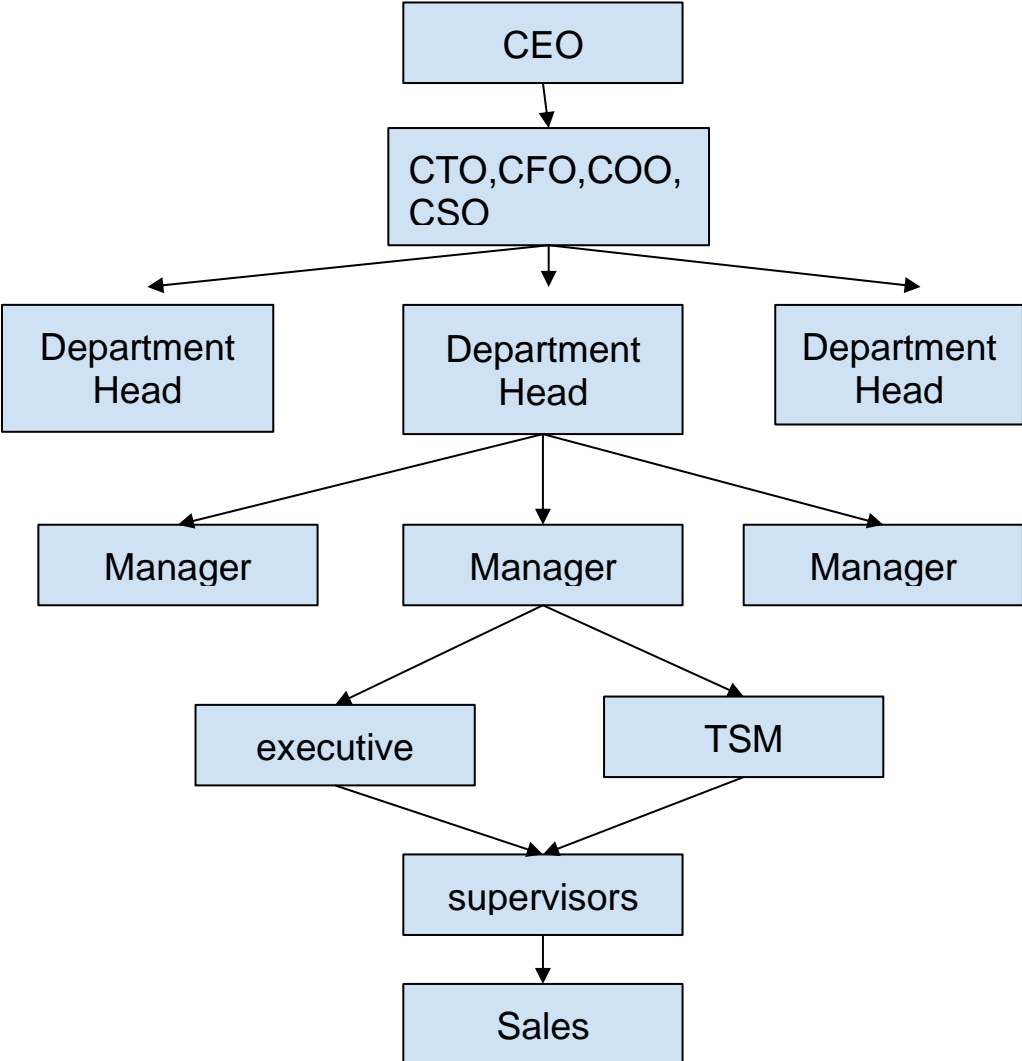 CEO
CTO,CFO,COO,
CSO
Department
Head
Department
Head
Department
Head
Manager
Manager
Manager
executive
TSM
supervisors
Sales